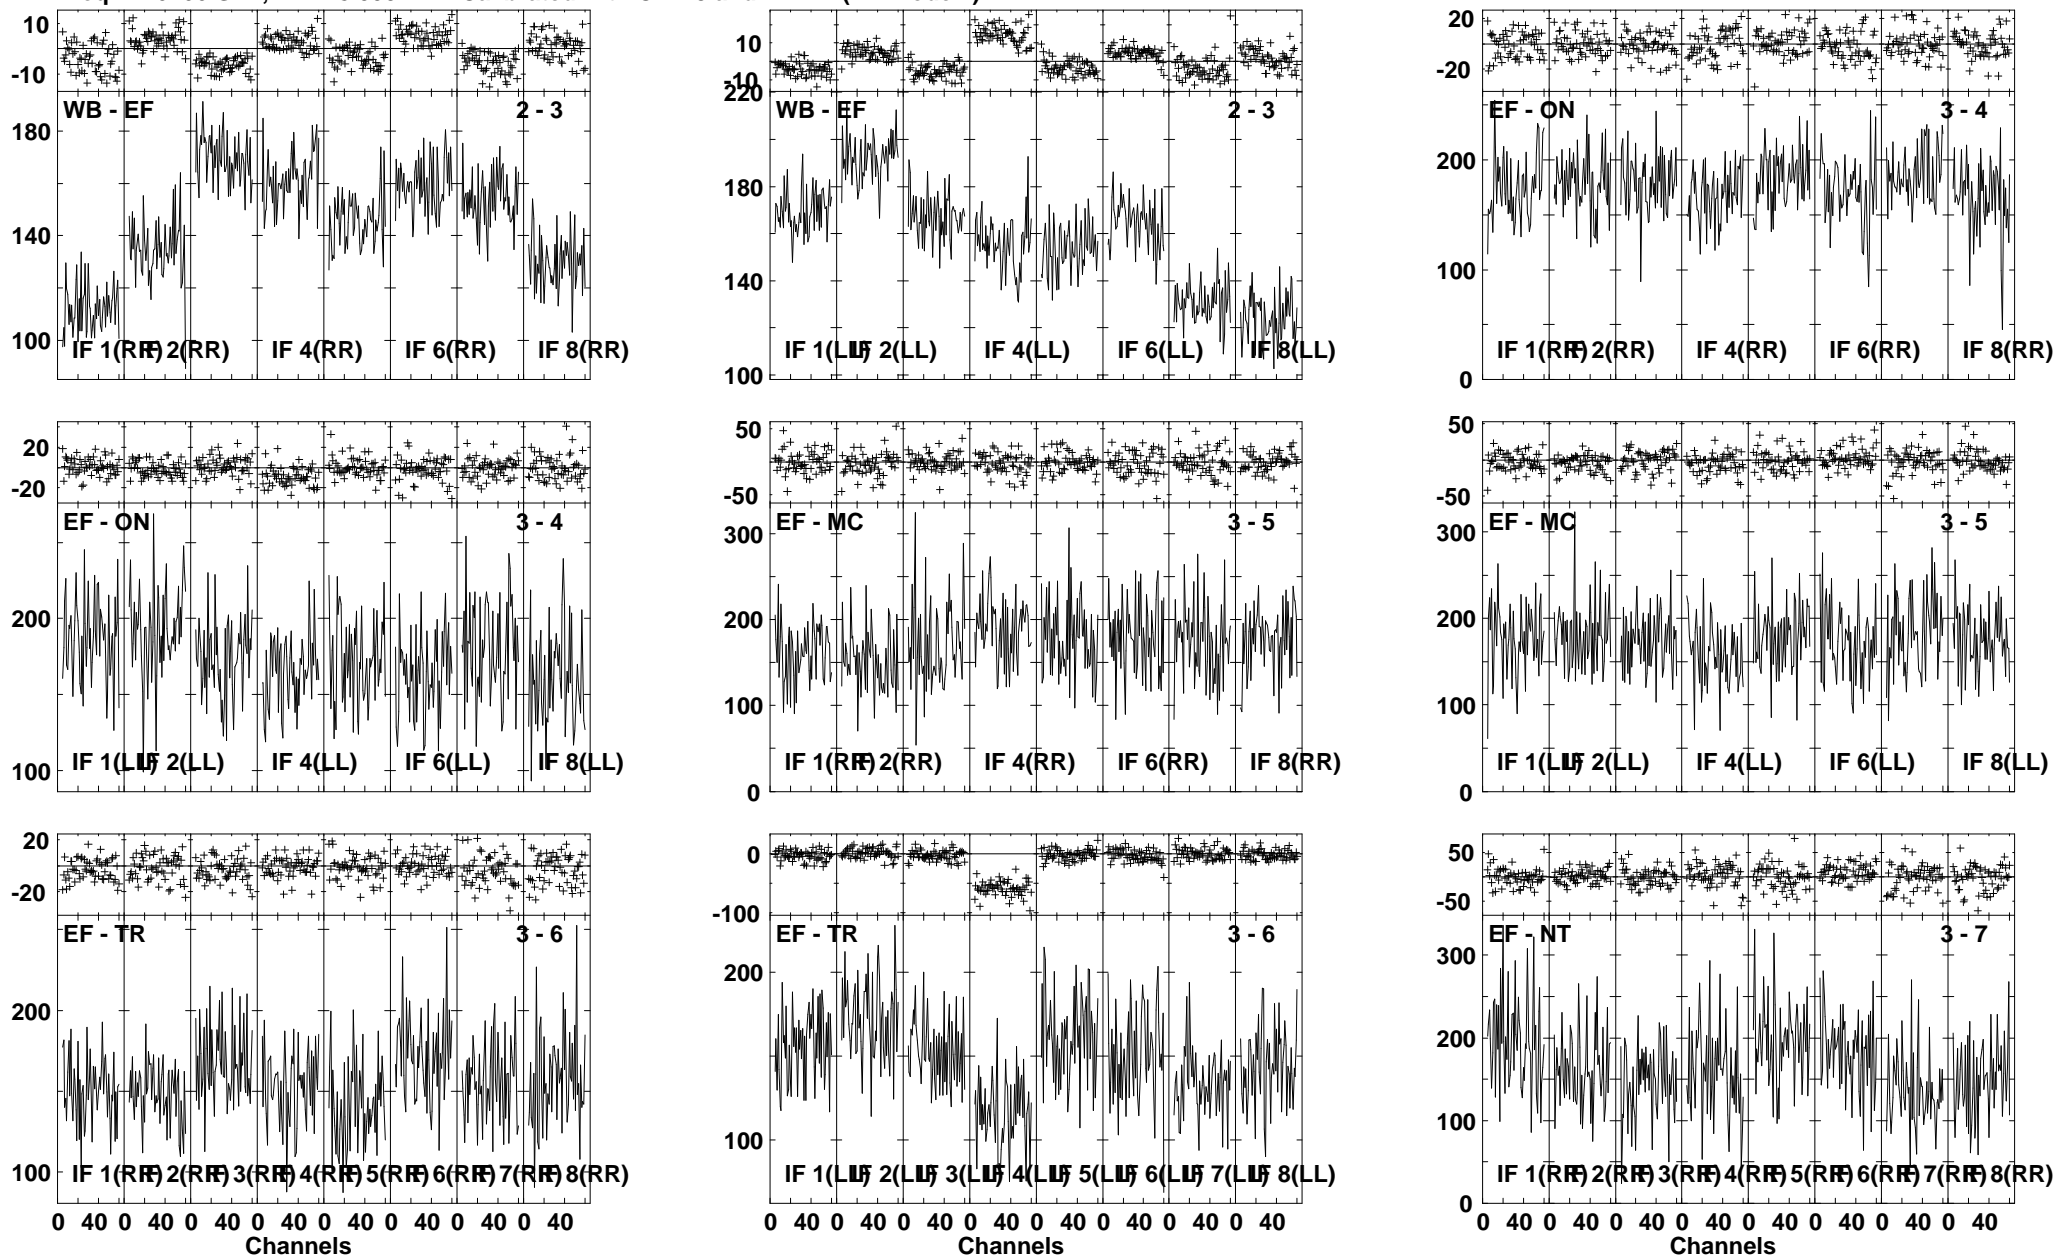 10
-10
WB - EF
2 - 3
180
140
100
IF 1(RR)
IF 2(RR)
IF 4(RR)
IF 6(RR)
IF 8(RR)
10
-10
220
WB - EF
2 - 3
180
140
100
IF 1(LL)
IF 2(LL)
IF 4(LL)
IF 6(LL)
IF 8(LL)
20
-20
EF - ON
3 - 4
200
100
0
IF 1(RR)
IF 2(RR)
IF 4(RR)
IF 6(RR)
IF 8(RR)
20
-20
EF - ON
3 - 4
200
100
IF 1(LL)
IF 2(LL)
IF 4(LL)
IF 6(LL)
IF 8(LL)
50
-50
EF - MC
3 - 5
300
200
100
0
IF 1(RR)
IF 2(RR)
IF 4(RR)
IF 6(RR)
IF 8(RR)
50
-50
EF - MC
3 - 5
300
200
100
0
IF 1(LL)
IF 2(LL)
IF 4(LL)
IF 6(LL)
IF 8(LL)
20
-20
EF - TR
3 - 6
200
100
IF 1(RR)
IF 2(RR)
IF 3(RR)
IF 4(RR)
IF 5(RR)
IF 6(RR)
IF 7(RR)
IF 8(RR)
0 40 0 40 0 40 0 40 0 40 0 40 0 40 0 40
Channels
0
-100
EF - TR
3 - 6
200
100
IF 1(LL)
IF 2(LL)
IF 3(LL)
IF 4(LL)
IF 5(LL)
IF 6(LL)
IF 7(LL)
IF 8(LL)
0 40 0 40 0 40 0 40 0 40 0 40 0 40 0 40
Channels
50
-50
EF - NT
3 - 7
300
200
100
0
IF 1(RR)
IF 2(RR)
IF 3(RR)
IF 4(RR)
IF 5(RR)
IF 6(RR)
IF 7(RR)
IF 8(RR)
0 40 0 40 0 40 0 40 0 40 0 40 0 40 0 40
Channels